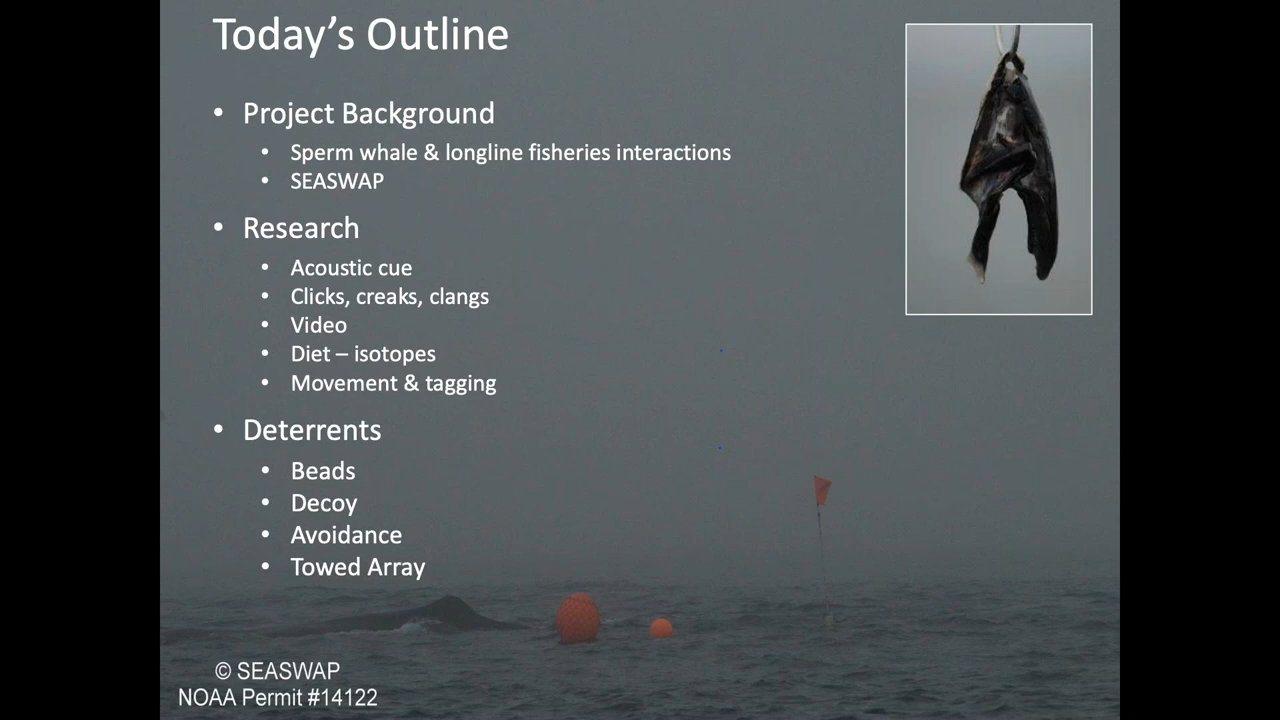 Today's Outline
• Project Background
• Sperm whale & longline fisheries interactions
• SEASWAP
• Research
• Acoustic cue
• Clicks, creaks, clangs
• Video
• Diet – isotopes
• Movement & tagging
• Deterrents
• Beads
• Decoy
• Avoidance
• Towed Array
© SEASWAP
NOAA Permit #14122